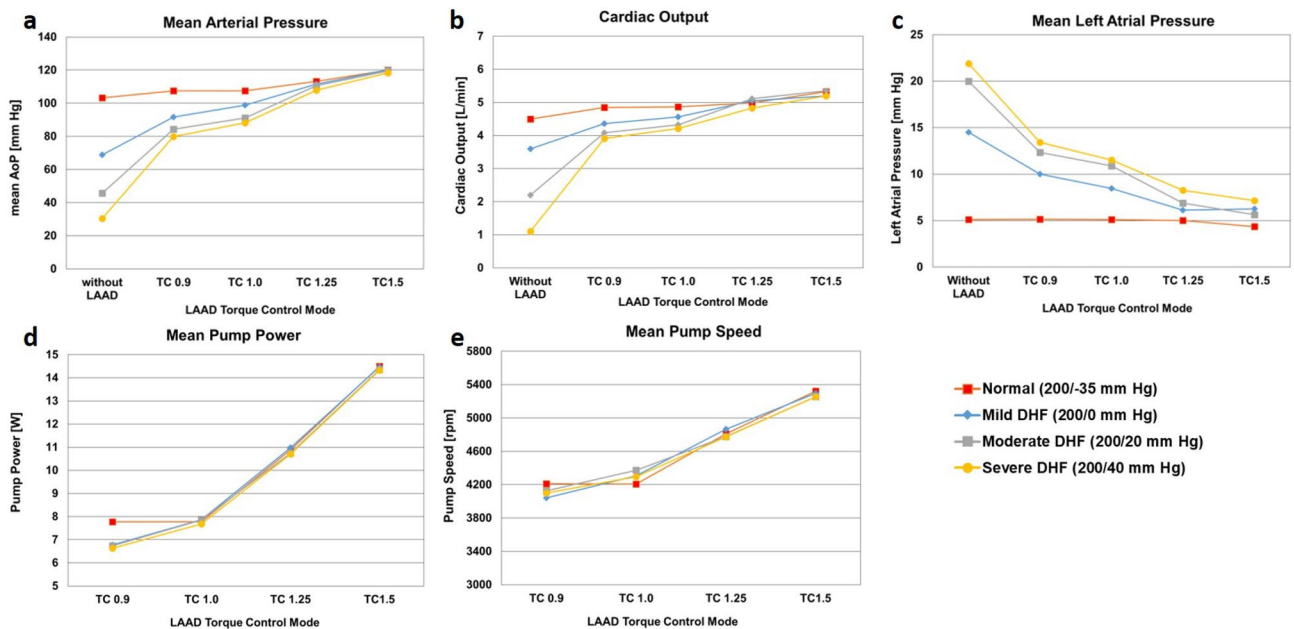 a
Mean Arterial Pressure
mean AoP [mm Hg]
140
120
100
80
60
40
20
0
without
LAAD
TC 0.9
TC 1.0
TC 1.25
TC1.5
LAAD Torque Control Mode
b
Cardiac Output
Cardiac Output [L/min]
7
6
5
4
3
2
1
0
Without
LAAD
TC 0.9
TC 1.0
TC 1.25
TC1.5
LAAD Torque Control Mode
c
Mean Left Atrial Pressure
Left Atrial Pressure [mm Hg]
25
20
15
10
5
0
Without
LAAD
TC 0.9
TC 1.0
TC 1.25
TC1.5
LAAD Torque Control Mode
d
Mean Pump Power
Pump Power [W]
15
14
13
12
11
10
9
8
7
6
5
TC 0.9
TC 1.0
TC 1.25
TC1.5
LAAD Torque Control Mode
e
Mean Pump Speed
Pump Speed [rpm]
5800
5400
5000
4600
4200
3800
3400
3000
TC 0.9
TC 1.0
TC 1.25
TC1.5
LAAD Torque Control Mode
Normal (200/-35 mm Hg)
Mild DHF (200/0 mm Hg)
Moderate DHF (200/20 mm Hg)
Severe DHF (200/40 mm Hg)